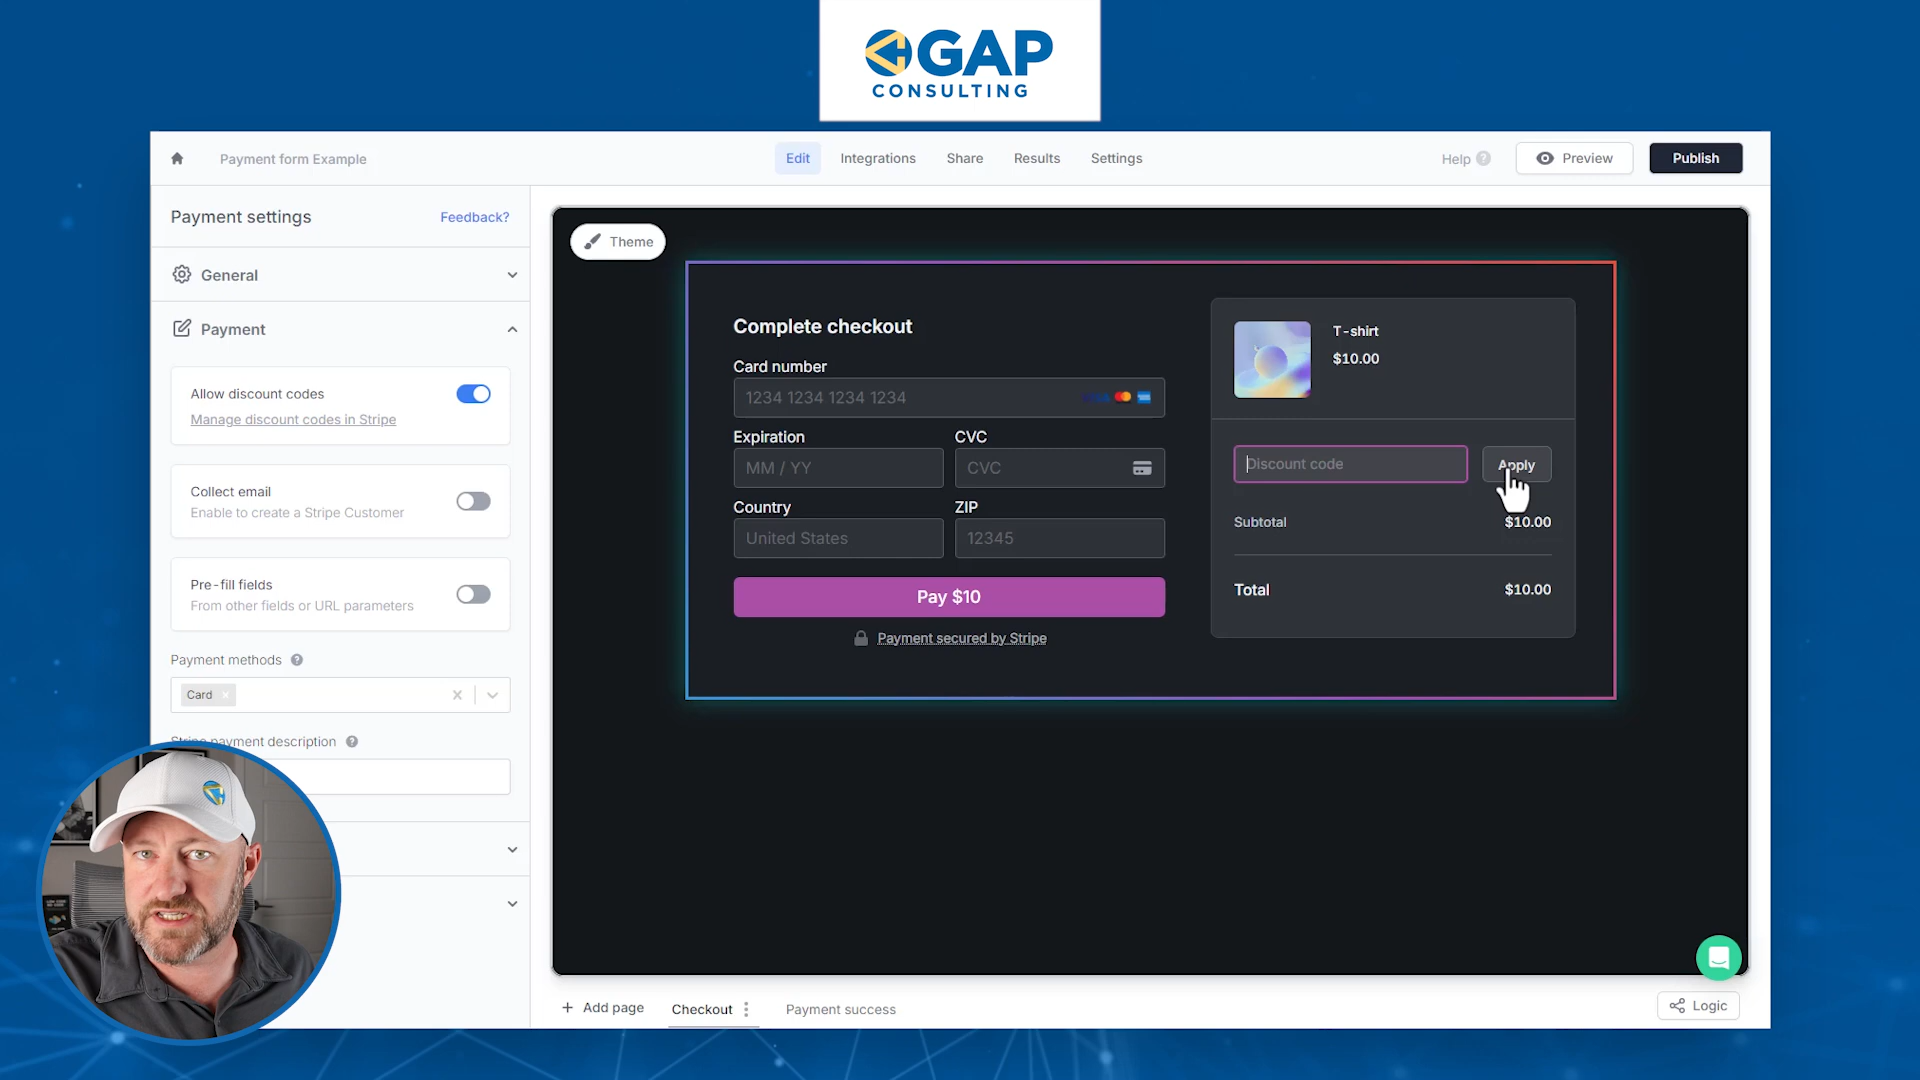 GAP
CONSULTING
Payment form Example
Edit
Integrations
Share
Results
Settings
Help
Preview
Publish
Payment settings
Feedback?
General
Payment
Allow discount codes
Manage discount codes in Stripe
Collect email
Enable to create a Stripe Customer
Pre-fill fields
From other fields or URL parameters
Payment methods
Card
Stripe payment description
Theme
Complete checkout
Card number
1234 1234 1234 1234
Expiration
CVC
MM / YY
CVC
Country
ZIP
United States
12345
Pay $10
Payment secured by Stripe
T-shirt
$10.00
Discount code
Apply
Subtotal
$10.00
Total
$10.00
+ Add page
Checkout
Payment success
Logic